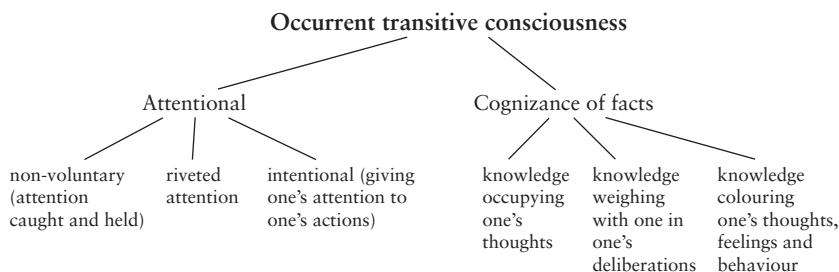 Occurrent transitive consciousness
Attentional
Cognizance of facts
non-voluntary
(attention
caught and held)
riveted
attention
intentional (giving
one's attention to
one's actions)
knowledge
occupying
one's
thoughts
knowledge
weighing
with one in
one's
deliberations
knowledge
colouring
one's thoughts,
feelings and
behaviour